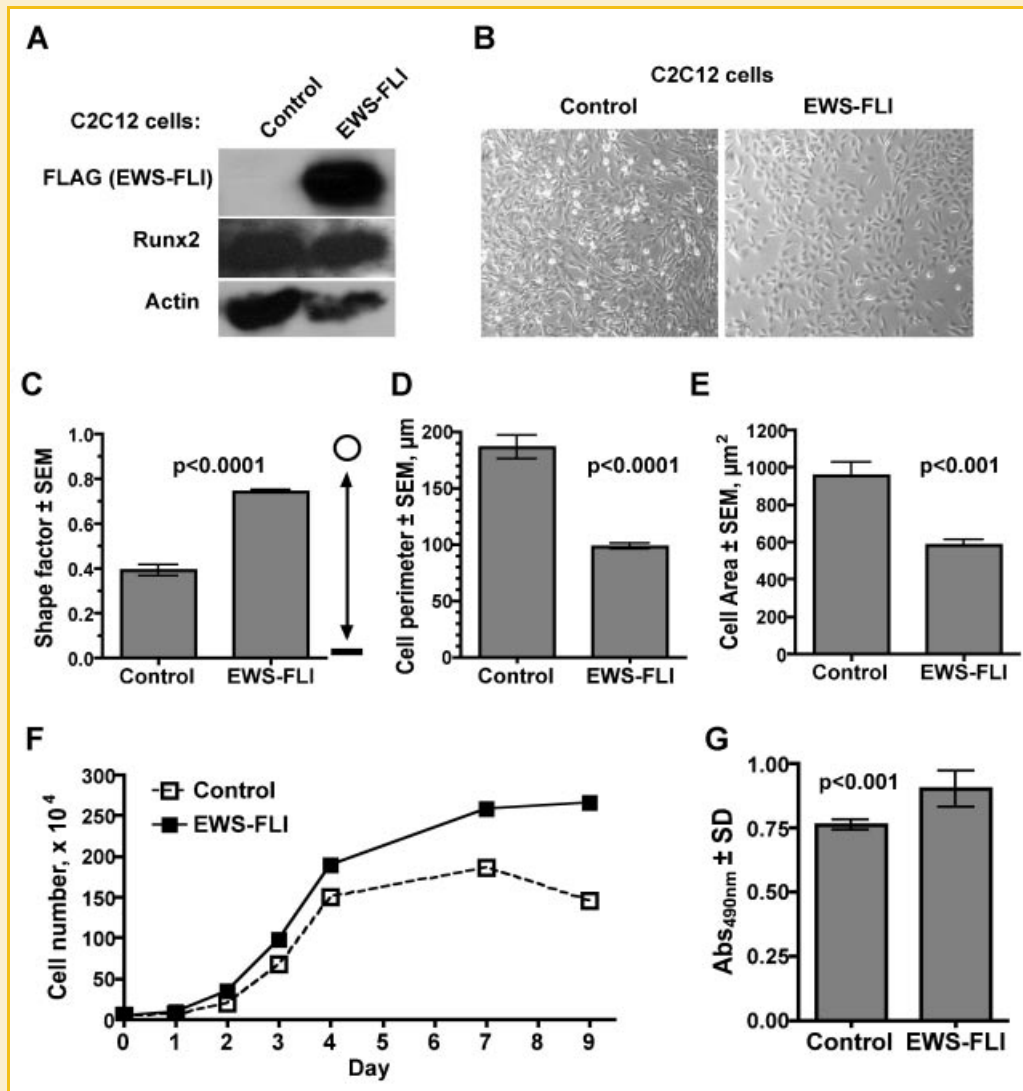 A
C2C12 cells:
Control
EWS-FLI
FLAG (EWS-FLI)
Runx2
Actin
B
C2C12 cells
Control EWS-FLI
C
Shape factor ± SEM
1.0
0.8
0.6
0.4
0.2
0.0
p<0.0001
Control EWS-FLI
D
Cell perimeter ± SEM, µm
200
150
100
50
0
p<0.0001
Control EWS-FLI
E
Cell Area ± SEM, µm²
1200
1000
800
600
400
200
0
p<0.001
Control EWS-FLI
F
Cell number, x 10⁴
300
250
200
150
100
50
0
Control
EWS-FLI
0 1 2 3 4 5 6 7 8 9
Day
G
Abs490nm ± SD
1.00
0.75
0.50
0.25
0.00
p<0.001
Control EWS-FLI